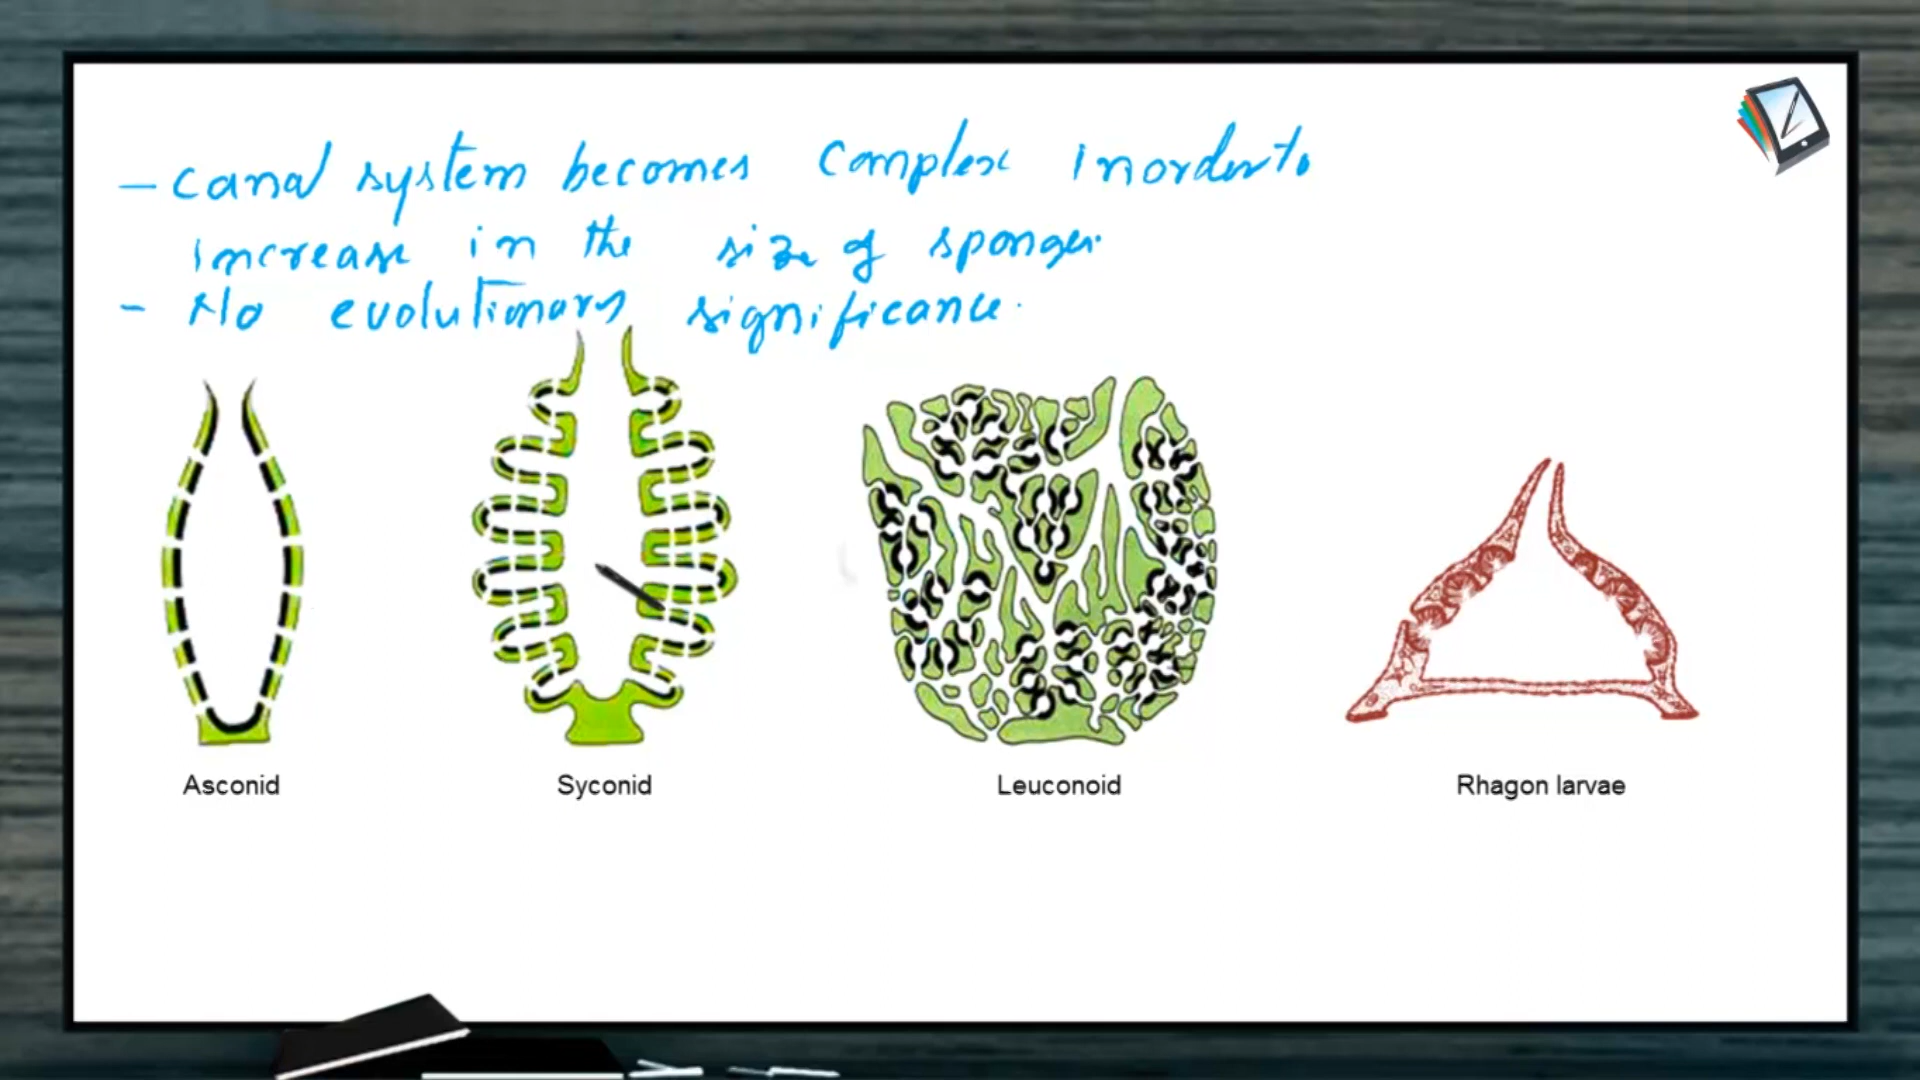 - Canal system becomes complex inorder to
increase in the size of sponges.
- No evolutionary significance.
Asconid
Syconid
Leuconoid
Rhagon larvae